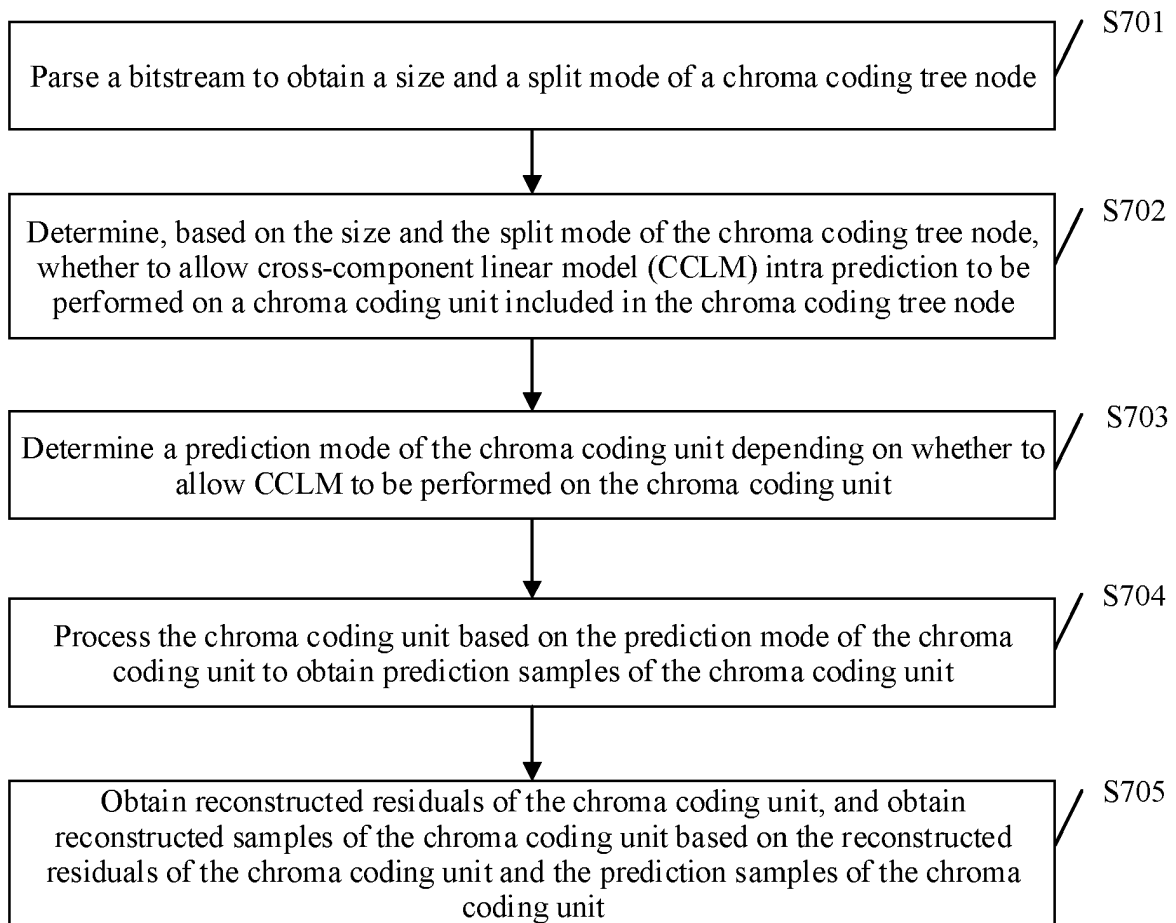 S701
Parse a bitstream to obtain a size and a split mode of a chroma coding tree node
S702
Determine, based on the size and the split mode of the chroma coding tree node,
whether to allow cross-component linear model (CCLM) intra prediction to be
performed on a chroma coding unit included in the chroma coding tree node
S703
Determine a prediction mode of the chroma coding unit depending on whether to
allow CCLM to be performed on the chroma coding unit
S704
Process the chroma coding unit based on the prediction mode of the chroma
coding unit to obtain prediction samples of the chroma coding unit
S705
Obtain reconstructed residuals of the chroma coding unit, and obtain
reconstructed samples of the chroma coding unit based on the reconstructed
residuals of the chroma coding unit and the prediction samples of the chroma
coding unit